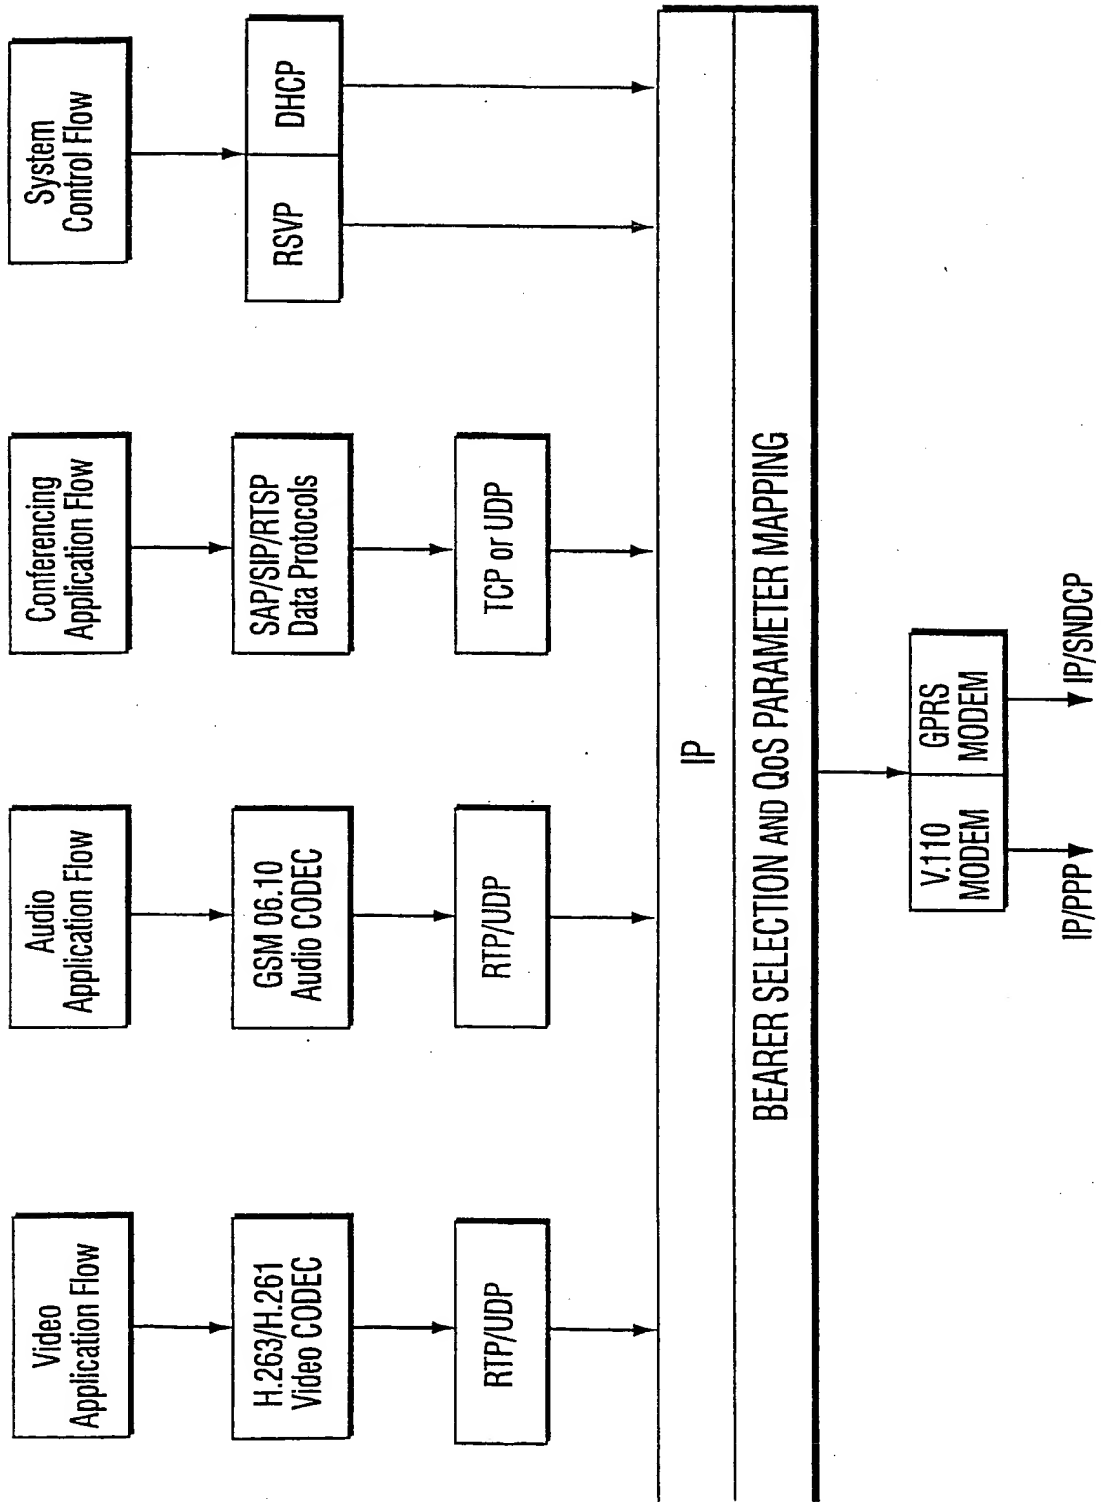 Video
Application Flow
H.263/H.261
Video CODEC
RTP/UDP
Audio
Application Flow
GSM 06.10
Audio CODEC
RTP/UDP
Conferencing
Application Flow
SAP/SIP/RTSP
Data Protocols
TCP or UDP
System
Control Flow
RSVP
DHCP
IP
BEARER SELECTION AND QoS PARAMETER MAPPING
V.110
MODEM
GPRS
MODEM
IP/PPP
IP/SNDCP